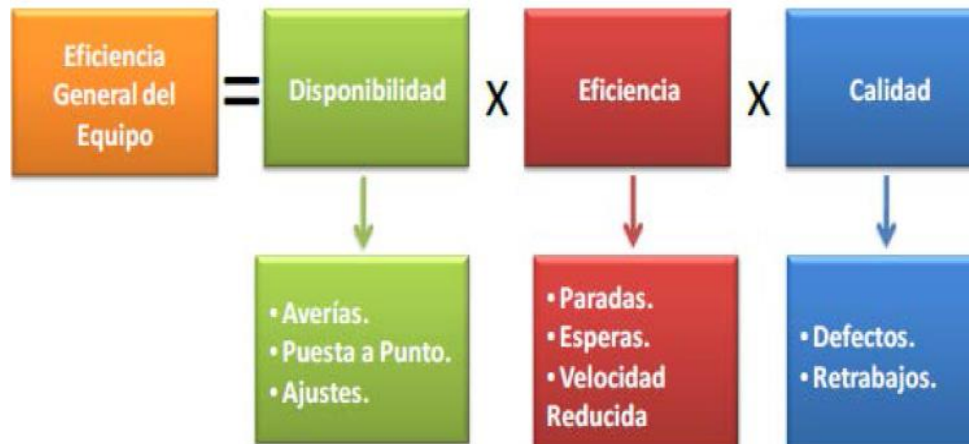 Eficiencia
General del
Equipo
=
Disponibilidad
X
Eficiencia
X
Calidad
• Averías.
• Puesta a Punto.
• Ajustes.
• Paradas.
• Esperas.
• Velocidad
Reducida
• Defectos.
• Retrabajos.